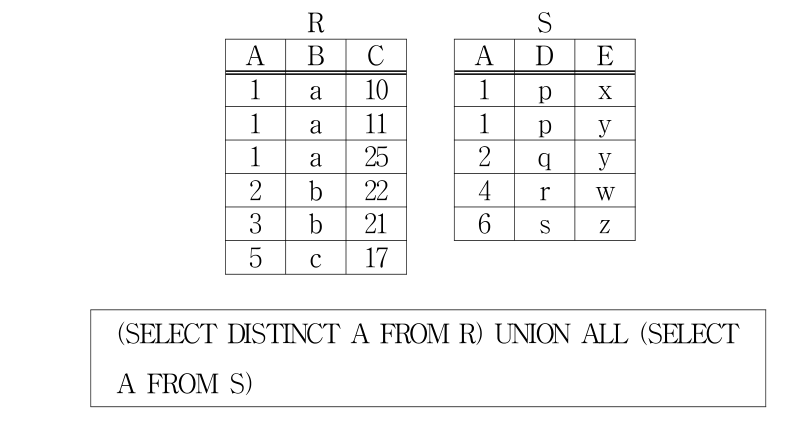 R S
A B C A D E
1 a 10 1 p x
1 a 11 1 p y
1 a 25 2 q y
2 b 22 4 r w
3 b 21 6 s z
5 c 17
(SELECT DISTINCT A FROM R) UNION ALL (SELECT
A FROM S)